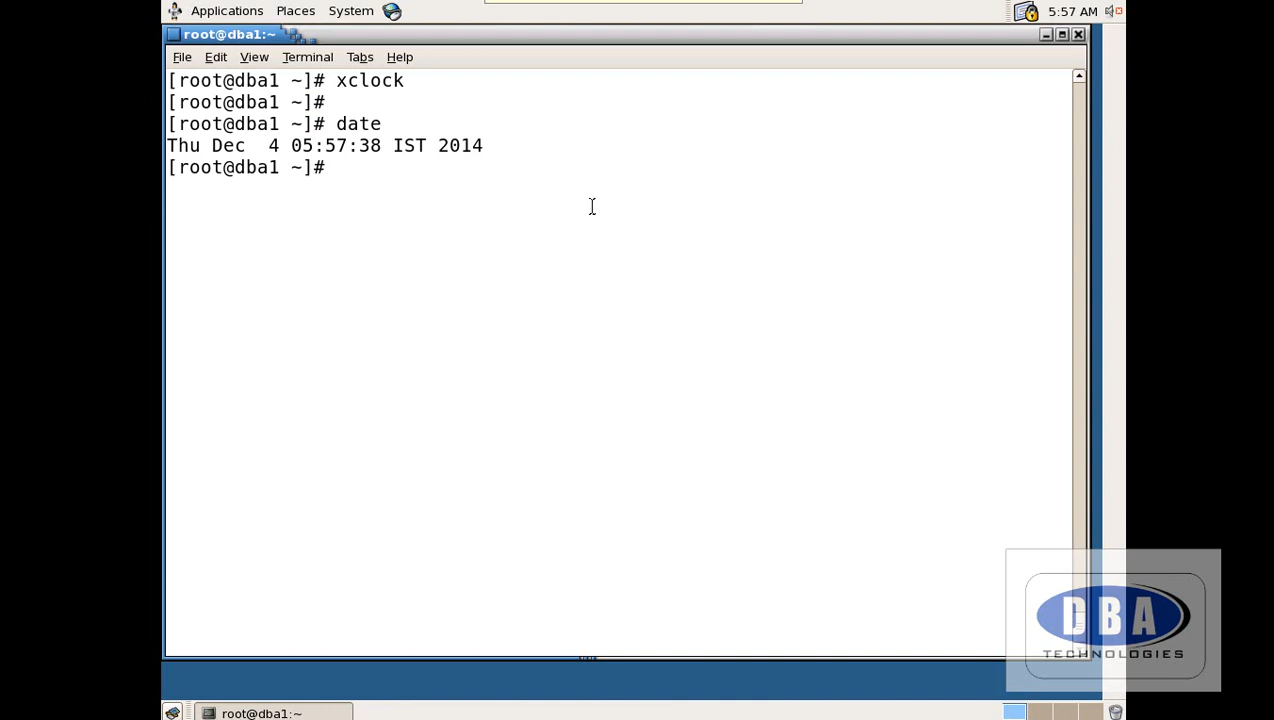 Applications Places System
5:57 AM
root@dba1:~
File Edit View Terminal Tabs Help
[root@dba1 ~]# xclock
[root@dba1 ~]#
[root@dba1 ~]# date
Thu Dec  4 05:57:38 IST 2014
[root@dba1 ~]#
DBA
TECHNOLOGIES
root@dba1:~